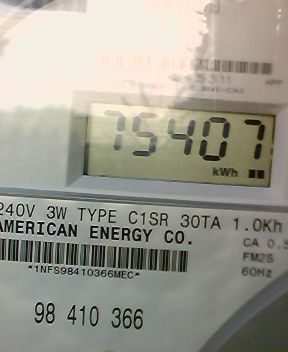 75407
kWh
240V 3W TYPE C1SR 30TA 1.0Kh
AMERICAN ENERGY CO.
CA 0.5
*1NFS98410366MEC*
FM2S
60Hz
98 410 366